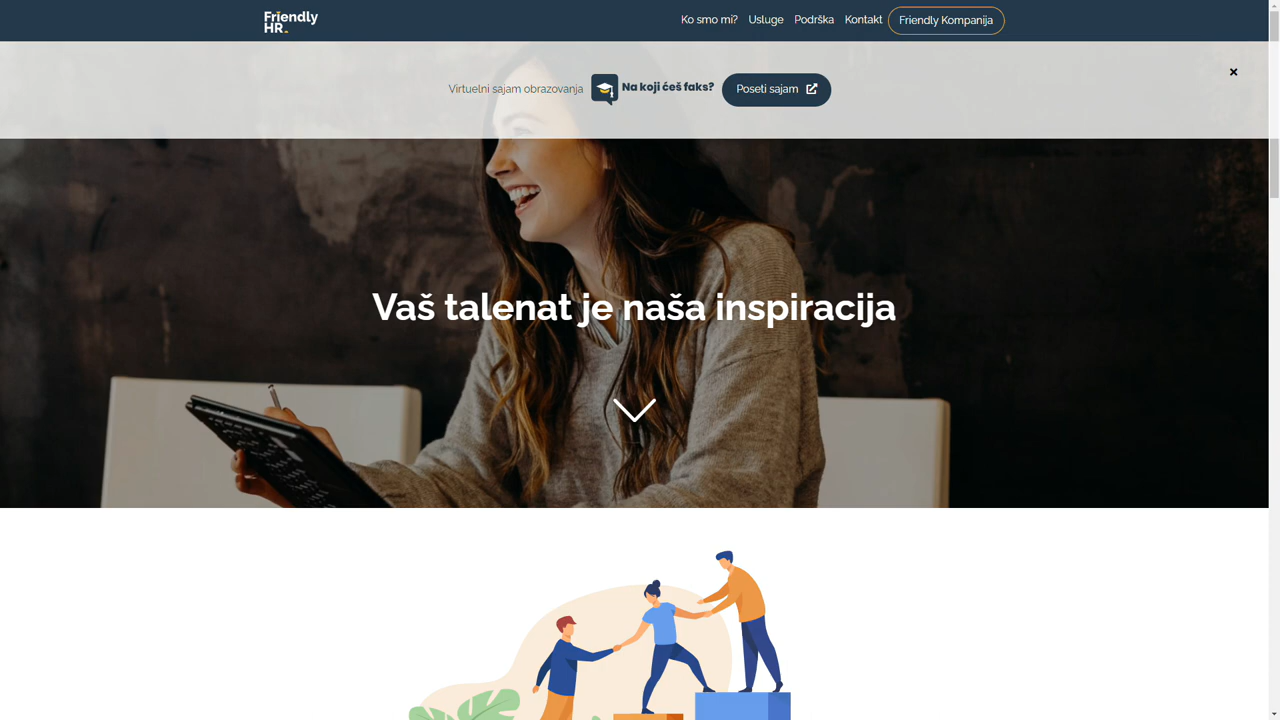 Friendly
HR.
Ko smo mi? Usluge Podrška Kontakt Friendly Kompanija
Virtuelni sajam obrazovanja Na koji ćeš faks? Poseti sajam
Vaš talenat je naša inspiracija